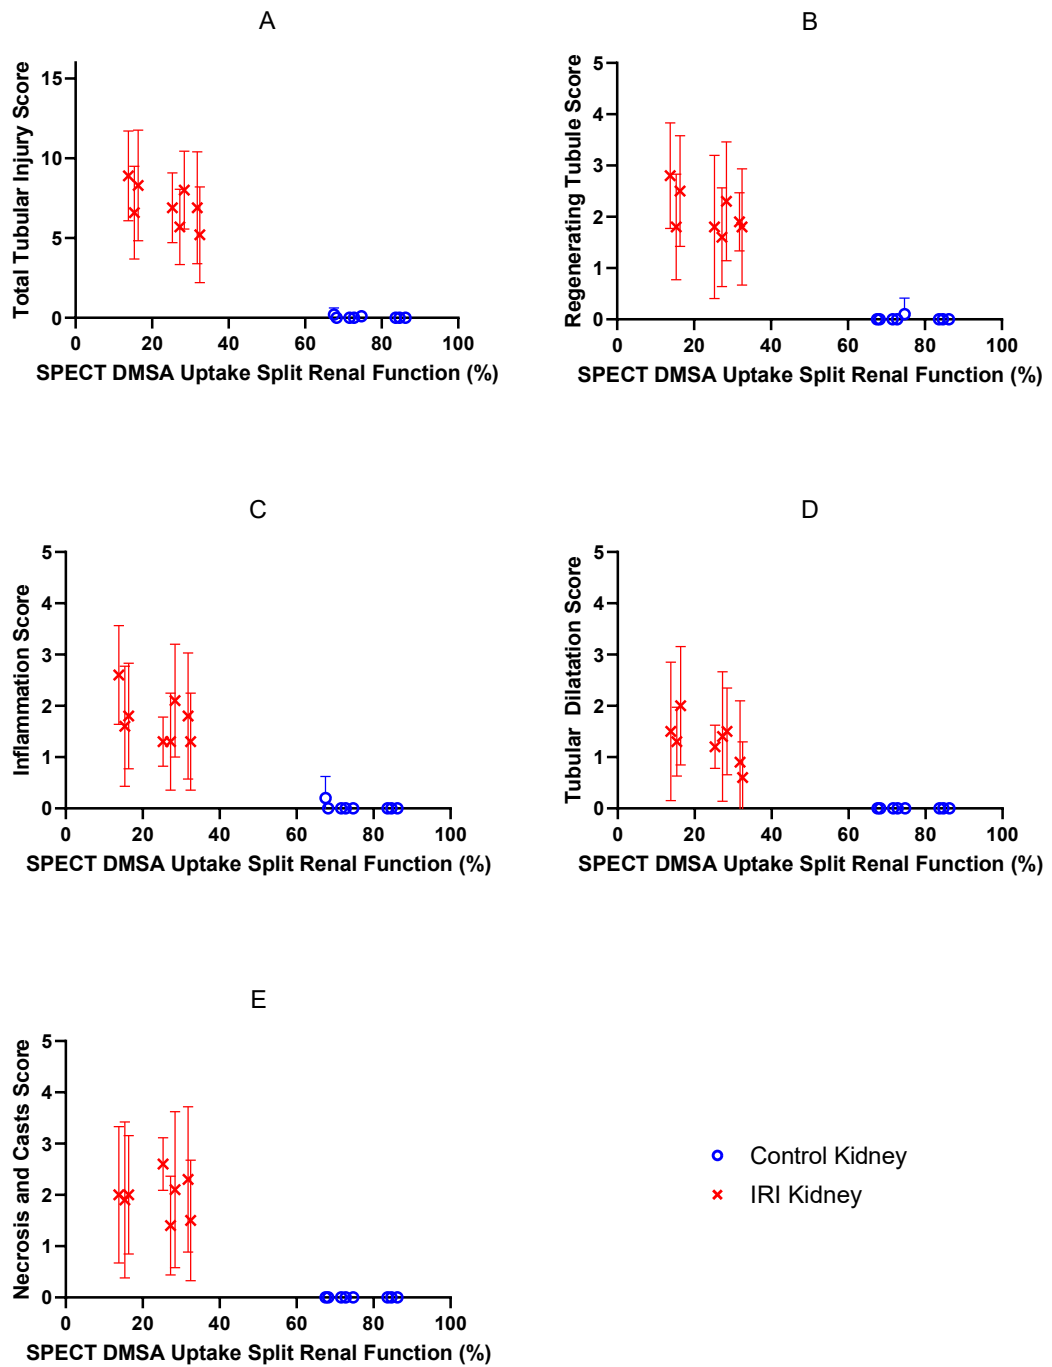 A
Total Tubular Injury Score
15
10
5
0
0 20 40 60 80 100
SPECT DMSA Uptake Split Renal Function (%)
B
Regenerating Tubule Score
5
4
3
2
1
0
0 20 40 60 80 100
SPECT DMSA Uptake Split Renal Function (%)
C
Inflammation Score
5
4
3
2
1
0
0 20 40 60 80 100
SPECT DMSA Uptake Split Renal Function (%)
D
Tubular Dilatation Score
5
4
3
2
1
0
0 20 40 60 80 100
SPECT DMSA Uptake Split Renal Function (%)
E
Necrosis and Casts Score
5
4
3
2
1
0
0 20 40 60 80 100
SPECT DMSA Uptake Split Renal Function (%)
Control Kidney
IRI Kidney